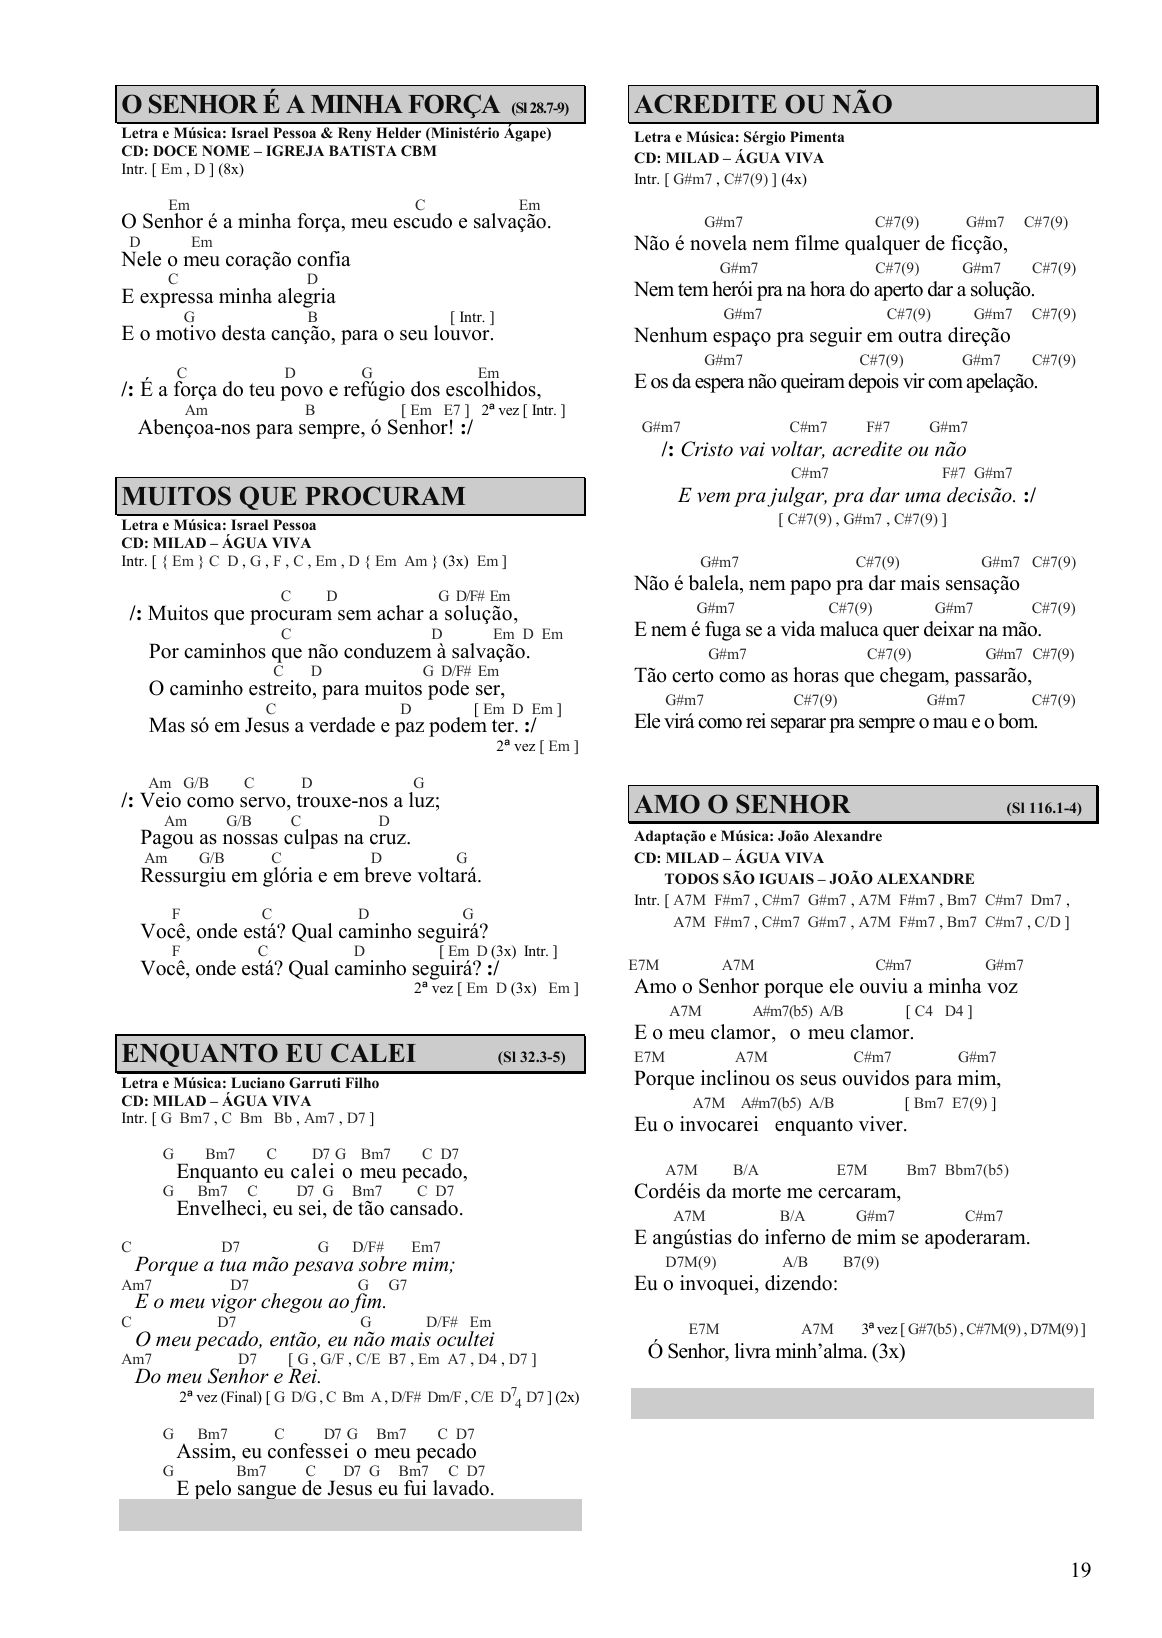 O SENHOR É A MINHA FORÇA (Sl 28.7-9)
Letra e Música: Israel Pessoa & Reny Helder (Ministério Ágape)
CD: DOCE NOME – IGREJA BATISTA CBM
Intr. [ Em , D ] (8x)
Em C Em
O Senhor é a minha força, meu escudo e salvação.
D Em
Nele o meu coração confia
C D
E expressa minha alegria
G B [ Intr. ]
E o motivo desta canção, para o seu louvor.
C D G Em
/: É a força do teu povo e refúgio dos escolhidos,
Am B [ Em E7 ] 2ª vez [ Intr. ]
Abençoa-nos para sempre, ó Senhor! :/
MUITOS QUE PROCURAM
Letra e Música: Israel Pessoa
CD: MILAD – ÁGUA VIVA
Intr. [ { Em } C D , G , F , C , Em , D { Em Am } (3x) Em ]
C D G D/F# Em
/: Muitos que procuram sem achar a solução,
C D Em D Em
Por caminhos que não conduzem à salvação.
C D G D/F# Em
O caminho estreito, para muitos pode ser,
C D [ Em D Em ]
Mas só em Jesus a verdade e paz podem ter. :/
2ª vez [ Em ]
Am G/B C D G
/: Veio como servo, trouxe-nos a luz;
Am G/B C D
Pagou as nossas culpas na cruz.
Am G/B C D G
Ressurgiu em glória e em breve voltará.
F C D G
Você, onde está? Qual caminho seguirá?
F C D [ Em D (3x) Intr. ]
Você, onde está? Qual caminho seguirá? :/
2ª vez [ Em D (3x) Em ]
ENQUANTO EU CALEI (Sl 32.3-5)
Letra e Música: Luciano Garruti Filho
CD: MILAD – ÁGUA VIVA
Intr. [ G Bm7 , C Bm Bb , Am7 , D7 ]
G Bm7 C D7 G Bm7 C D7
Enquanto eu calei o meu pecado,
G Bm7 C D7 G Bm7 C D7
Envelheci, eu sei, de tão cansado.
C D7 G D/F# Em7
Porque a tua mão pesava sobre mim;
Am7 D7 G G7
E o meu vigor chegou ao fim.
C D7 G D/F# Em
O meu pecado, então, eu não mais ocultei
Am7 D7 [ G , G/F , C/E B7 , Em A7 , D4 , D7 ]
Do meu Senhor e Rei.
2ª vez (Final) [ G D/G , C Bm A , D/F# Dm/F , C/E D7 4 D7 ] (2x)
G Bm7 C D7 G Bm7 C D7
Assim, eu confessei o meu pecado
G Bm7 C D7 G Bm7 C D7
E pelo sangue de Jesus eu fui lavado.
ACREDITE OU NÃO
Letra e Música: Sérgio Pimenta
CD: MILAD – ÁGUA VIVA
Intr. [ G#m7 , C#7(9) ] (4x)
G#m7 C#7(9) G#m7 C#7(9)
Não é novela nem filme qualquer de ficção,
G#m7 C#7(9) G#m7 C#7(9)
Nem tem herói pra na hora do aperto dar a solução.
G#m7 C#7(9) G#m7 C#7(9)
Nenhum espaço pra seguir em outra direção
G#m7 C#7(9) G#m7 C#7(9)
E os da espera não queiram depois vir com apelação.
G#m7 C#m7 F#7 G#m7
/: Cristo vai voltar, acredite ou não
C#m7 F#7 G#m7
E vem pra julgar, pra dar uma decisão. :/
[ C#7(9) , G#m7 , C#7(9) ]
G#m7 C#7(9) G#m7 C#7(9)
Não é balela, nem papo pra dar mais sensação
G#m7 C#7(9) G#m7 C#7(9)
E nem é fuga se a vida maluca quer deixar na mão.
G#m7 C#7(9) G#m7 C#7(9)
Tão certo como as horas que chegam, passarão,
G#m7 C#7(9) G#m7 C#7(9)
Ele virá como rei separar pra sempre o mau e o bom.
AMO O SENHOR (Sl 116.1-4)
Adaptação e Música: João Alexandre
CD: MILAD – ÁGUA VIVA
TODOS SÃO IGUAIS – JOÃO ALEXANDRE
Intr. [ A7M F#m7 , C#m7 G#m7 , A7M F#m7 , Bm7 C#m7 Dm7 ,
A7M F#m7 , C#m7 G#m7 , A7M F#m7 , Bm7 C#m7 , C/D ]
E7M A7M C#m7 G#m7
Amo o Senhor porque ele ouviu a minha voz
A7M A#m7(b5) A/B [ C4 D4 ]
E o meu clamor, o meu clamor.
E7M A7M C#m7 G#m7
Porque inclinou os seus ouvidos para mim,
A7M A#m7(b5) A/B [ Bm7 E7(9) ]
Eu o invocarei enquanto viver.
A7M B/A E7M Bm7 Bbm7(b5)
Cordéis da morte me cercaram,
A7M B/A G#m7 C#m7
E angústias do inferno de mim se apoderaram.
D7M(9) A/B B7(9)
Eu o invoquei, dizendo:
E7M A7M 3ª vez [ G#7(b5) , C#7M(9) , D7M(9) ]
Ó Senhor, livra minh’alma. (3x)
19